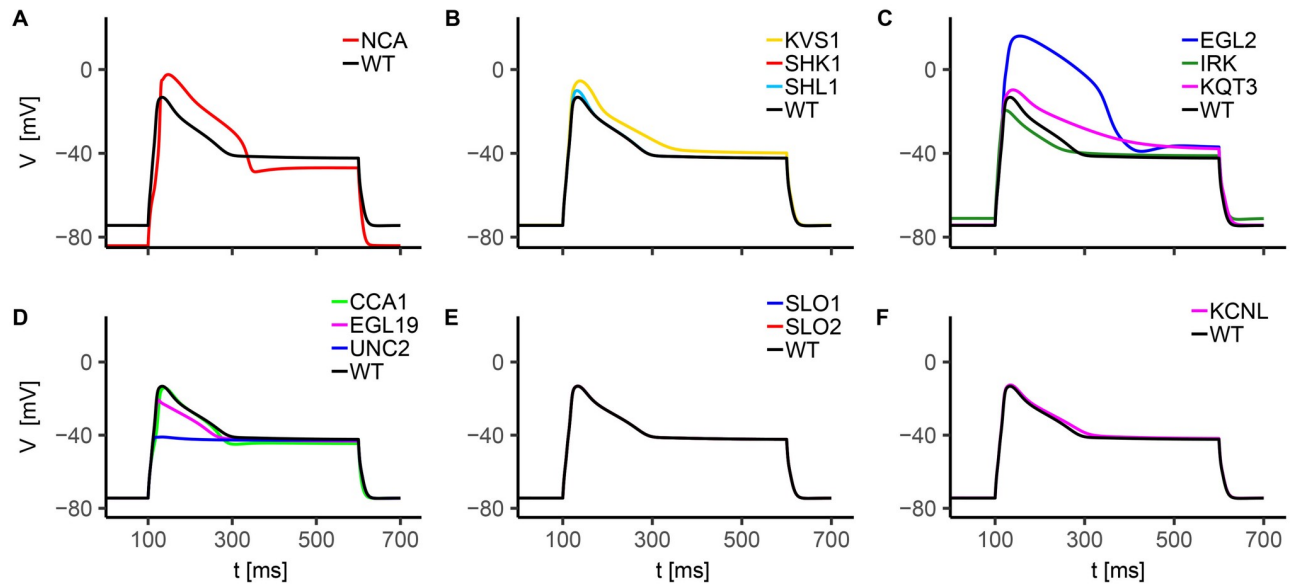 A
NCA
WT
B
KVS1
SHK1
SHL1
WT
C
EGL2
IRK
KQT3
WT
V [mV]
0
−40
−80
0
−40
−80
0
−40
−80
D
CCA1
EGL19
UNC2
WT
E
SLO1
SLO2
WT
F
KCNL
WT
V [mV]
0
−40
−80
0
−40
−80
0
−40
−80
100 300 500 700
100 300 500 700
100 300 500 700
t [ms]
t [ms]
t [ms]